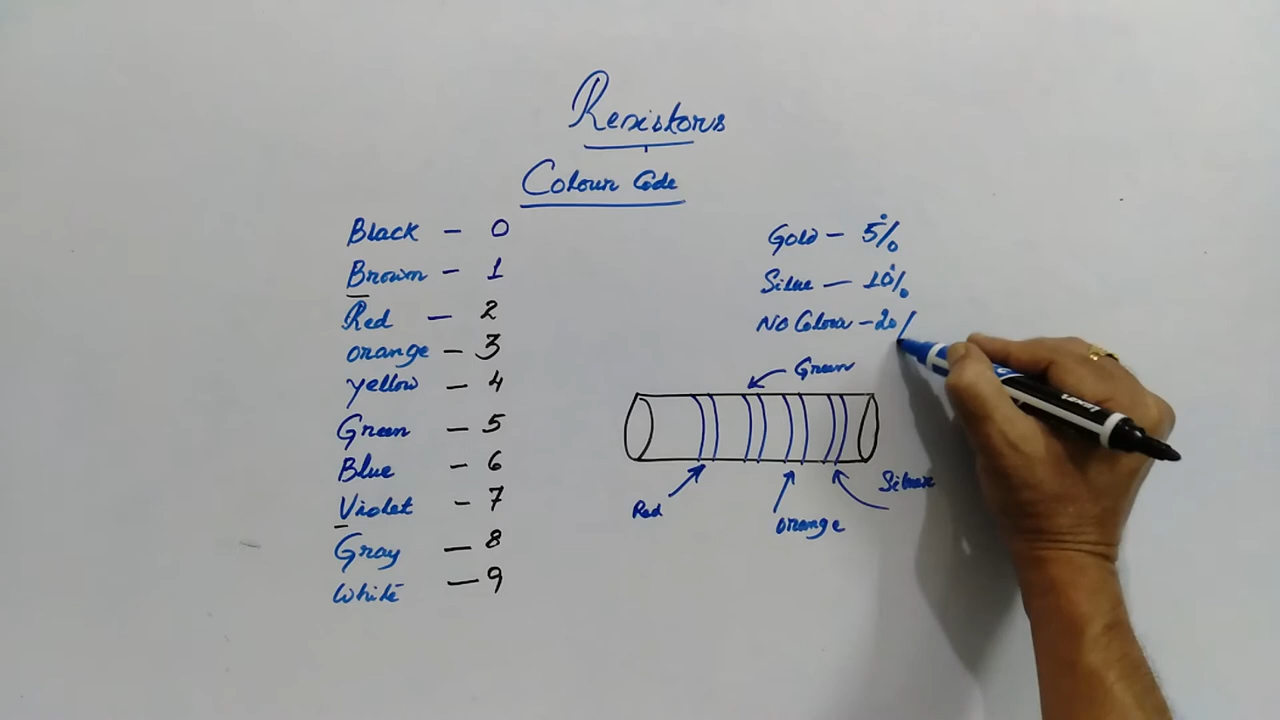 Resistors
Colour Code
Black - 0
Brown - 1
Red - 2
orange - 3
yellow - 4
Green - 5
Blue - 6
Violet - 7
Gray - 8
White - 9
Gold - 5%
Silver - 10%
NO Colour - 20/
Green
Red
orange
Silver